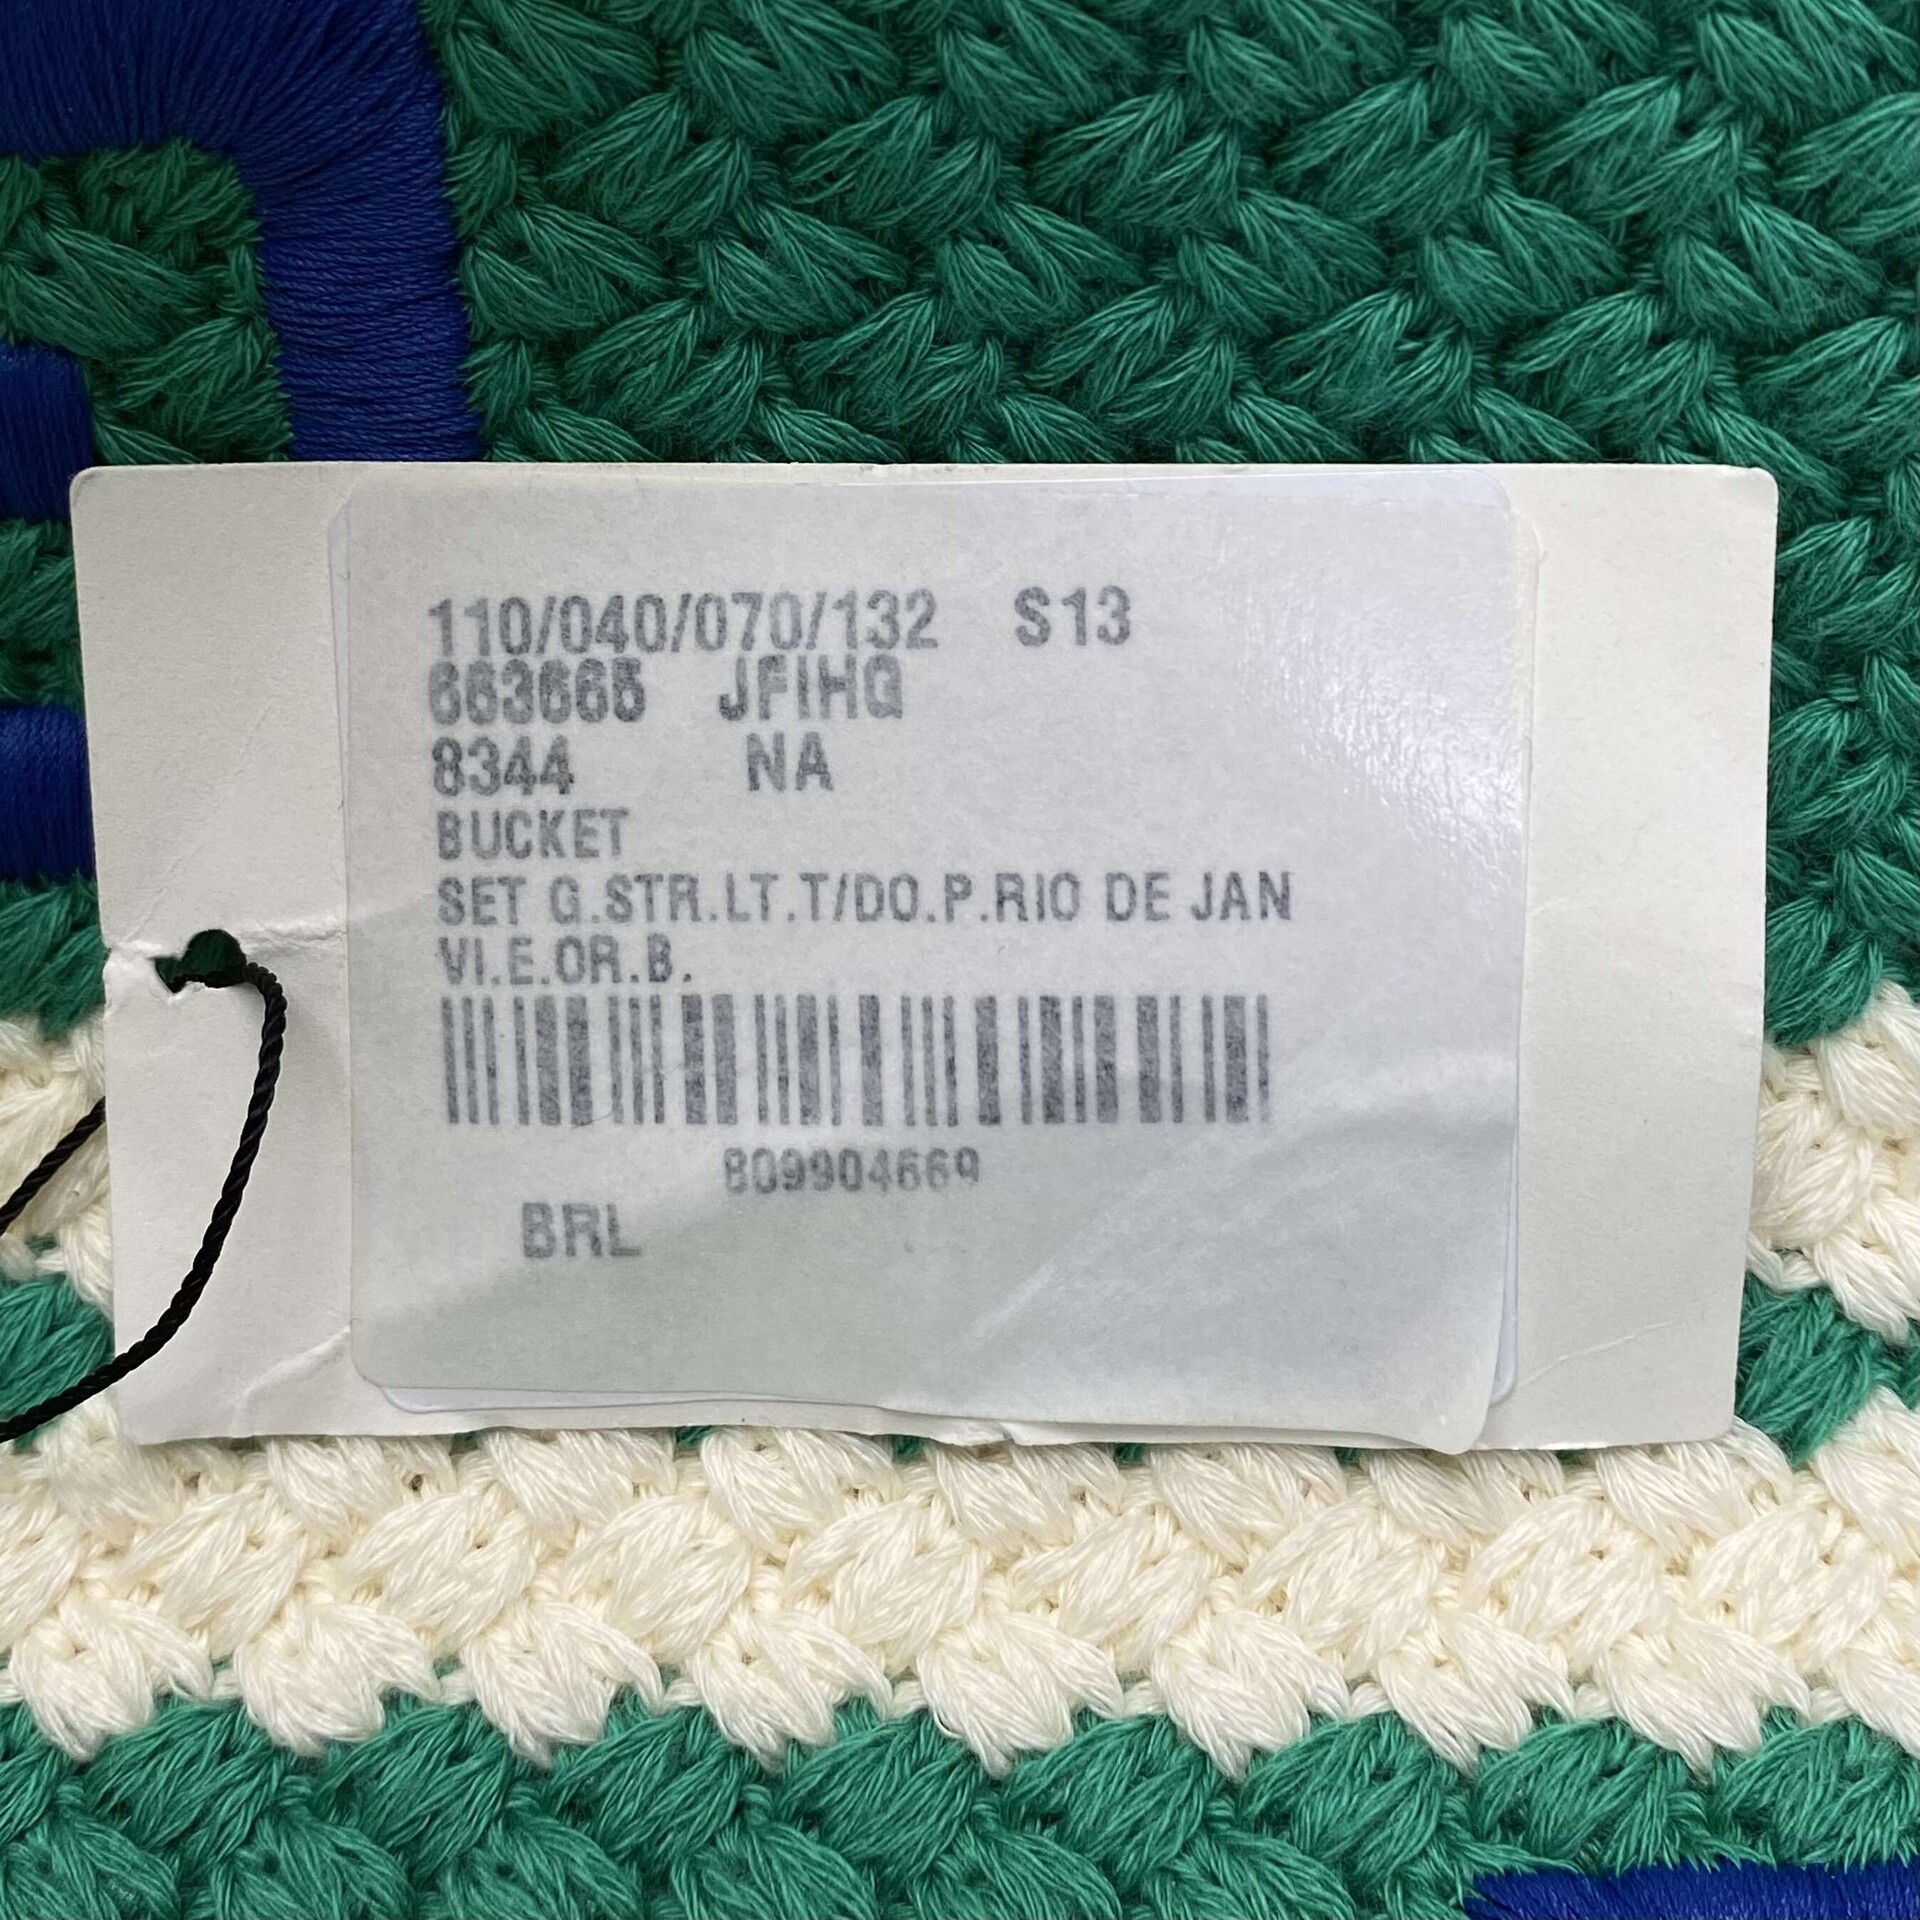 110/040/070/132 S13
663665 JFIHG
8344 NA
BUCKET
SET G.STR.LT.T/DO.P.RIO DE JAN
VI.E.OR.B.
809904669
BRL